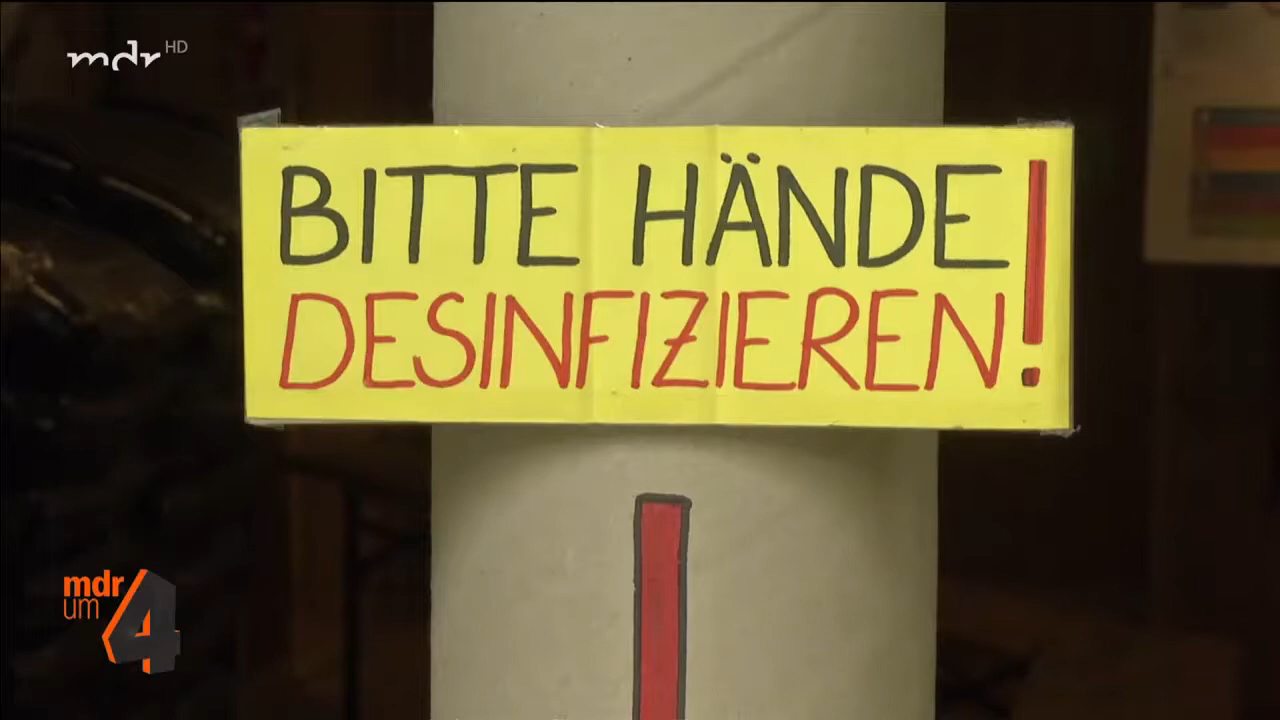 mdr HD
BITTE HÄNDE
DESINFIZIEREN!
mdr
um
4